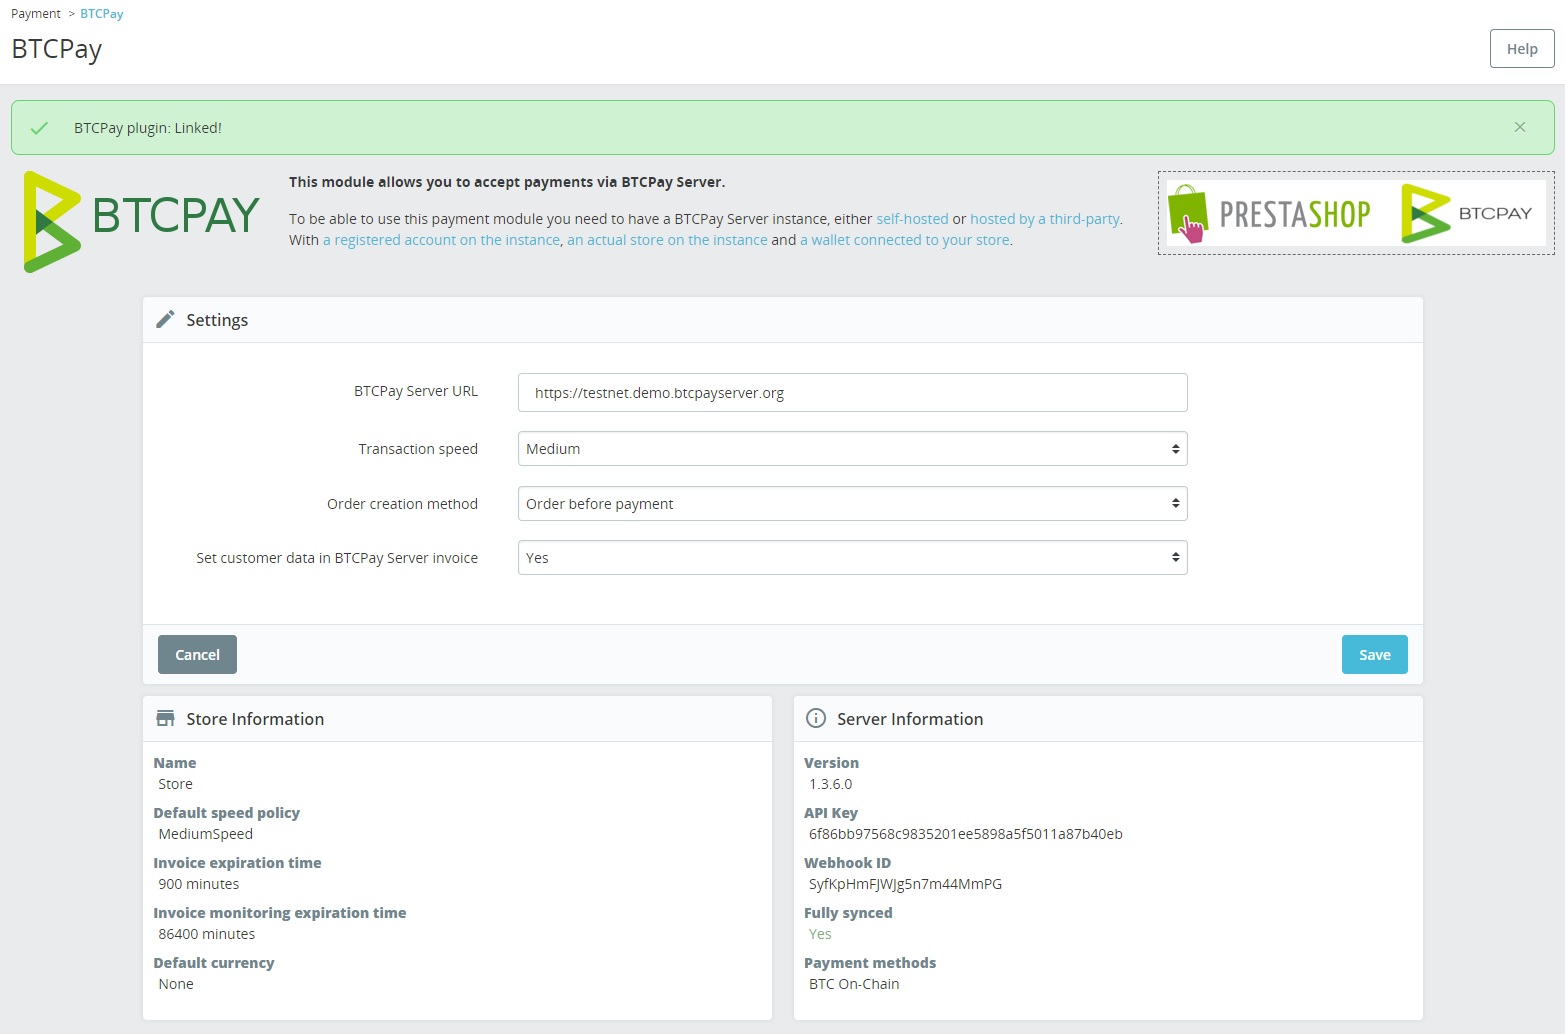 Payment > BTCPay
BTCPay
Help
BTCPay plugin: Linked!
BTCPAY
This module allows you to accept payments via BTCPay Server.
To be able to use this payment module you need to have a BTCPay Server instance, either self-hosted or hosted by a third-party.
With a registered account on the instance, an actual store on the instance and a wallet connected to your store.
PRESTASHOP BTCPAY
Settings
BTCPay Server URL https://testnet.demo.btcpayserver.org
Transaction speed Medium
Order creation method Order before payment
Set customer data in BTCPay Server invoice Yes
Cancel Save
Store Information
Name
Store
Default speed policy
MediumSpeed
Invoice expiration time
900 minutes
Invoice monitoring expiration time
86400 minutes
Default currency
None
Server Information
Version
1.3.6.0
API Key
6f86bb97568c9835201ee5898a5f5011a87b40eb
Webhook ID
SyfKpHmFJWJg5n7m44MmPG
Fully synced
Yes
Payment methods
BTC On-Chain